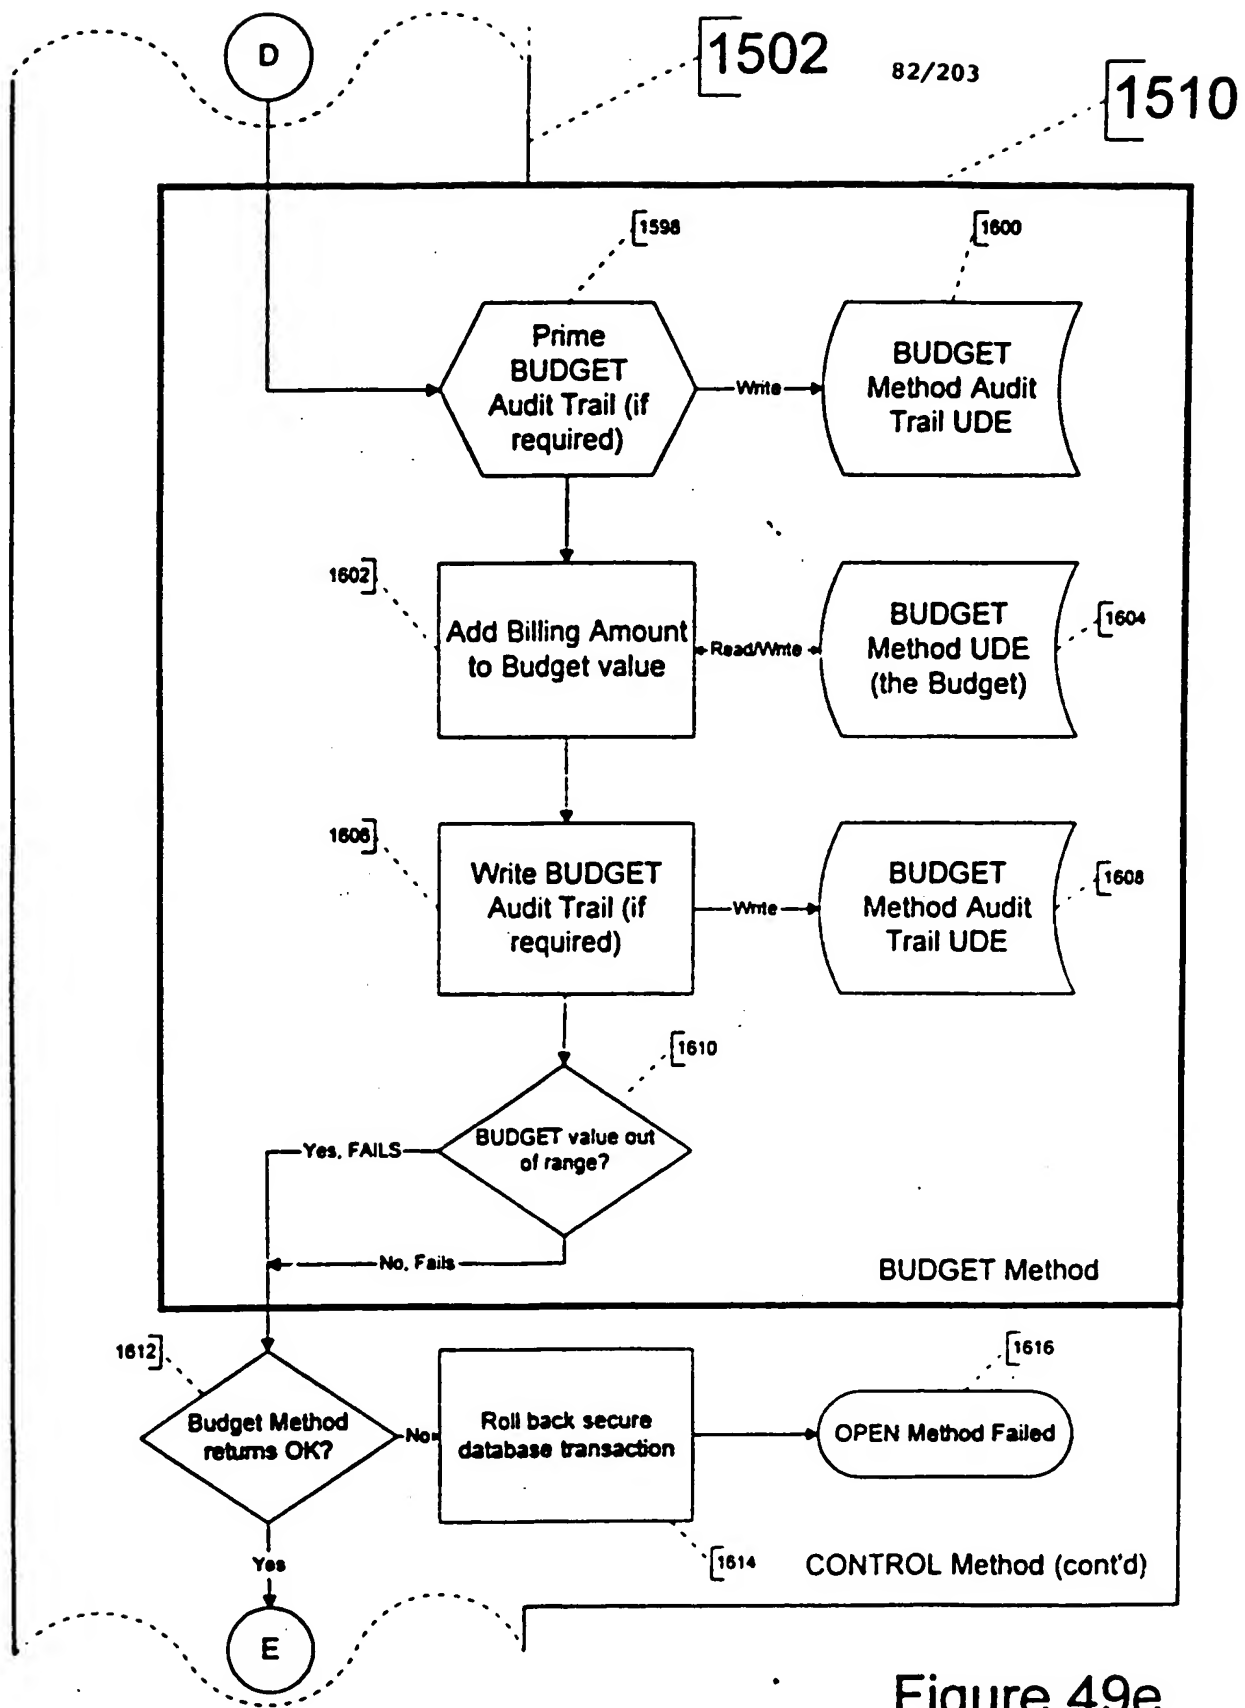 D
1502
82/203
1510
1598
1600
Prime
BUDGET
Audit Trail (if
required)
Write
BUDGET
Method Audit
Trail UDE
1602
Add Billing Amount
to Budget value
Read/Write
BUDGET
Method UDE
(the Budget)
1604
1606
Write BUDGET
Audit Trail (if
required)
Write
BUDGET
Method Audit
Trail UDE
1608
1610
BUDGET value out
of range?
Yes, FAILS
No, Fails
BUDGET Method
1612
Budget Method
returns OK?
No
Roll back secure
database transaction
1616
OPEN Method Failed
Yes
1614
CONTROL Method (cont'd)
E
Figure 49e